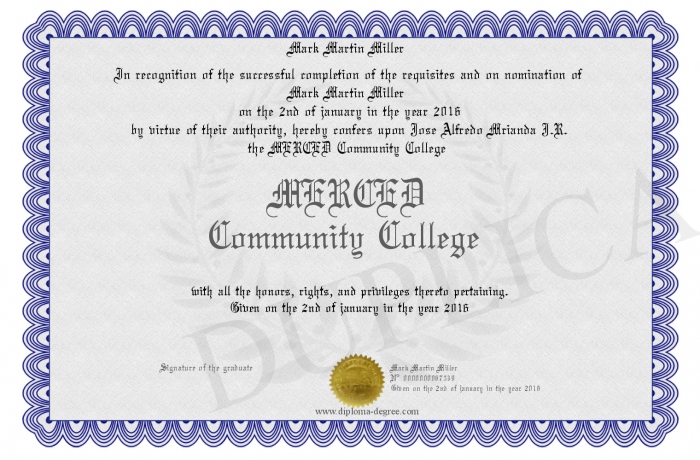 Mark Martin Miller
In recognition of the successful completion of the requisites and on nomination of
Mark Martin Miller
on the 2nd of january in the year 2016
by virtue of their authority, hereby confers upon Jose Alfredo Mrianda J.R.
the MERCED Community College
MERCED
Community College
with all the honors, rights, and privileges thereto pertaining.
Given on the 2nd of january in the year 2016
DUPLICA
Signature of the graduate
Mark Martin Miller
Given on the 2nd of january in the year 2016
www.diploma-degree.com